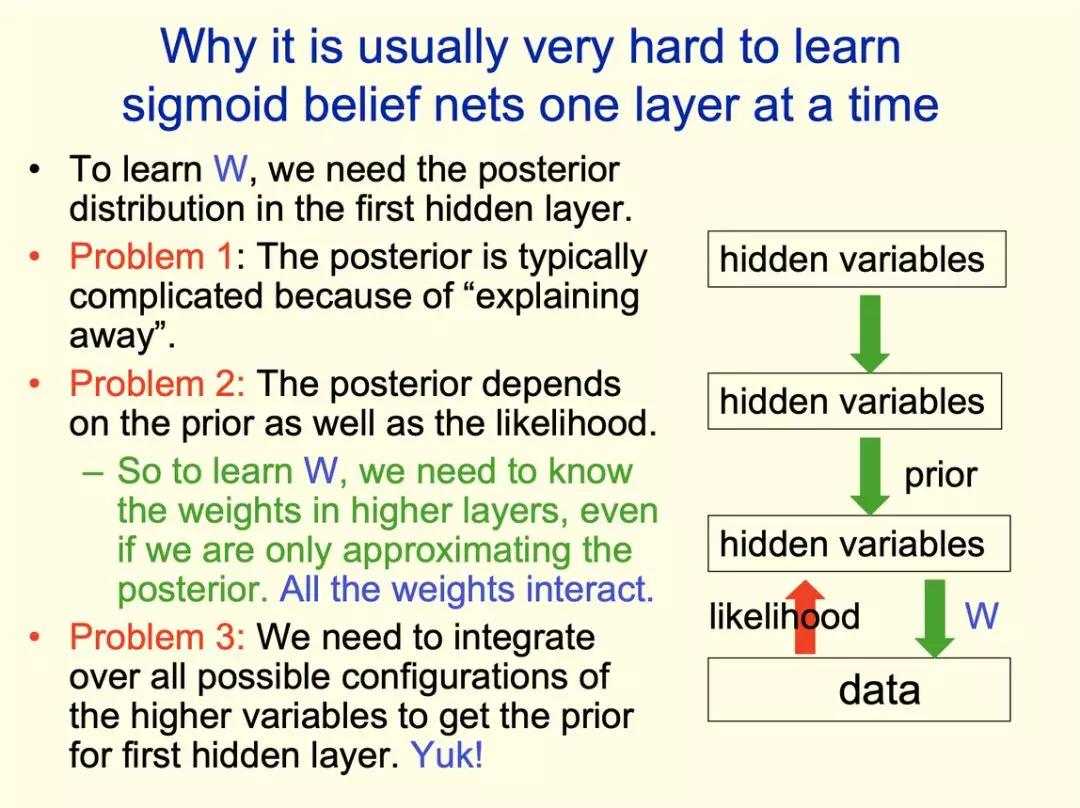 Why it is usually very hard to learn
sigmoid belief nets one layer at a time
• To learn W, we need the posterior
distribution in the first hidden layer.
• Problem 1: The posterior is typically
complicated because of “explaining
away”.
• Problem 2: The posterior depends
on the prior as well as the likelihood.
– So to learn W, we need to know
the weights in higher layers, even
if we are only approximating the
posterior. All the weights interact.
• Problem 3: We need to integrate
over all possible configurations of
the higher variables to get the prior
for first hidden layer. Yuk!
hidden variables
hidden variables
prior
hidden variables
likelihood W
data